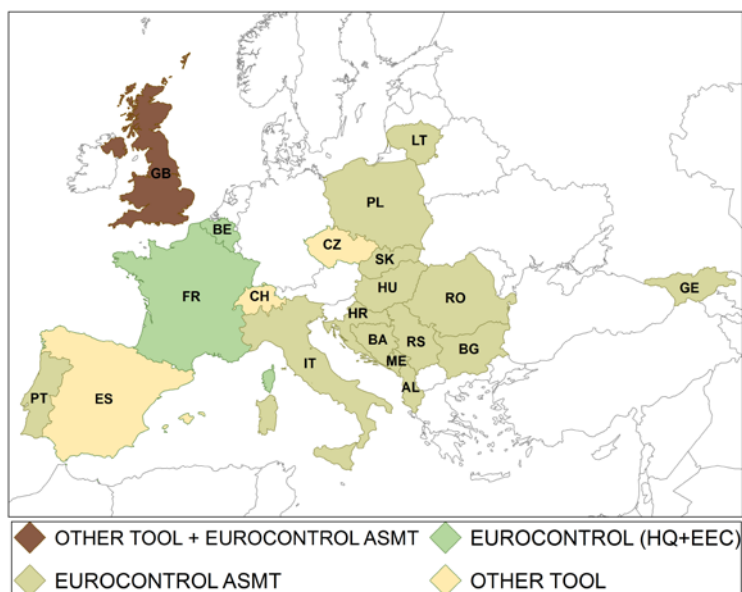 LT
GB
PL
BE
CZ
SK
FR
CH
HU
RO
GE
HR
BA
RS
BG
IT
ME
AL
PT
ES
OTHER TOOL + EUROCONTROL ASMT
EUROCONTROL (HQ+EEC)
EUROCONTROL ASMT
OTHER TOOL